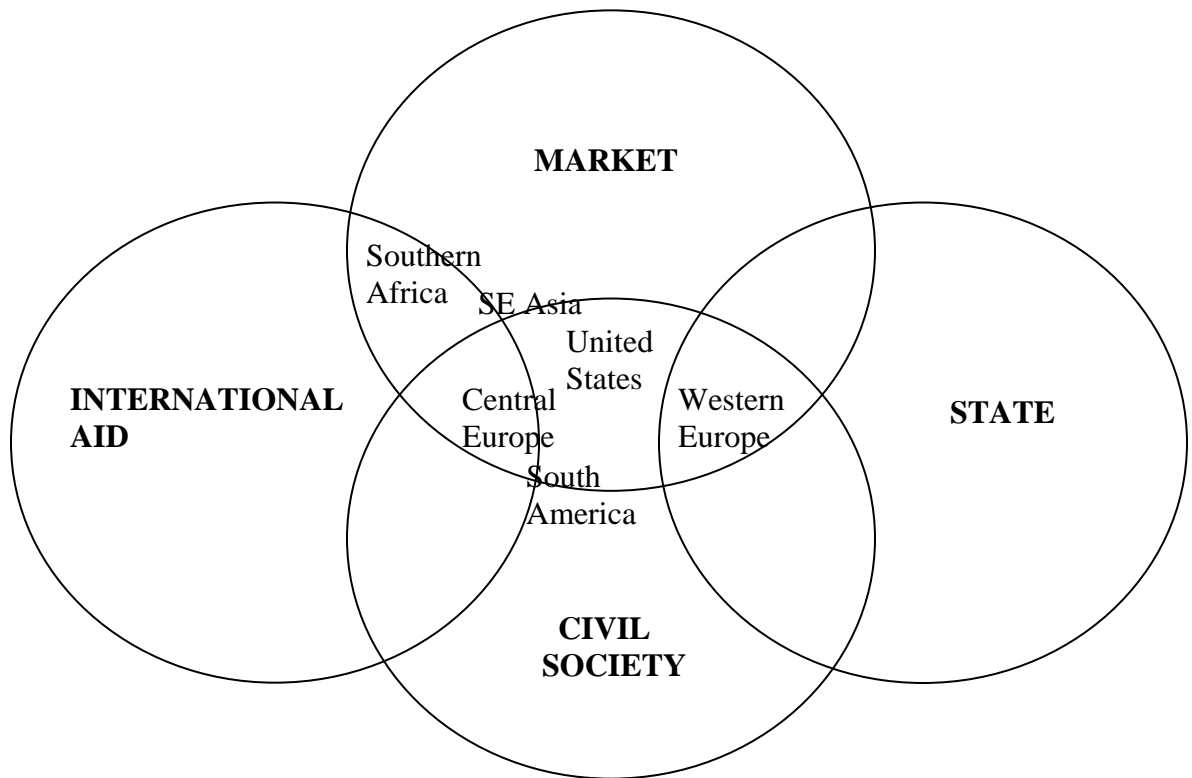 MARKET
Southern
Africa
SE Asia
United
States
INTERNATIONAL
AID
Central
Europe
Western
Europe
STATE
South
America
CIVIL
SOCIETY